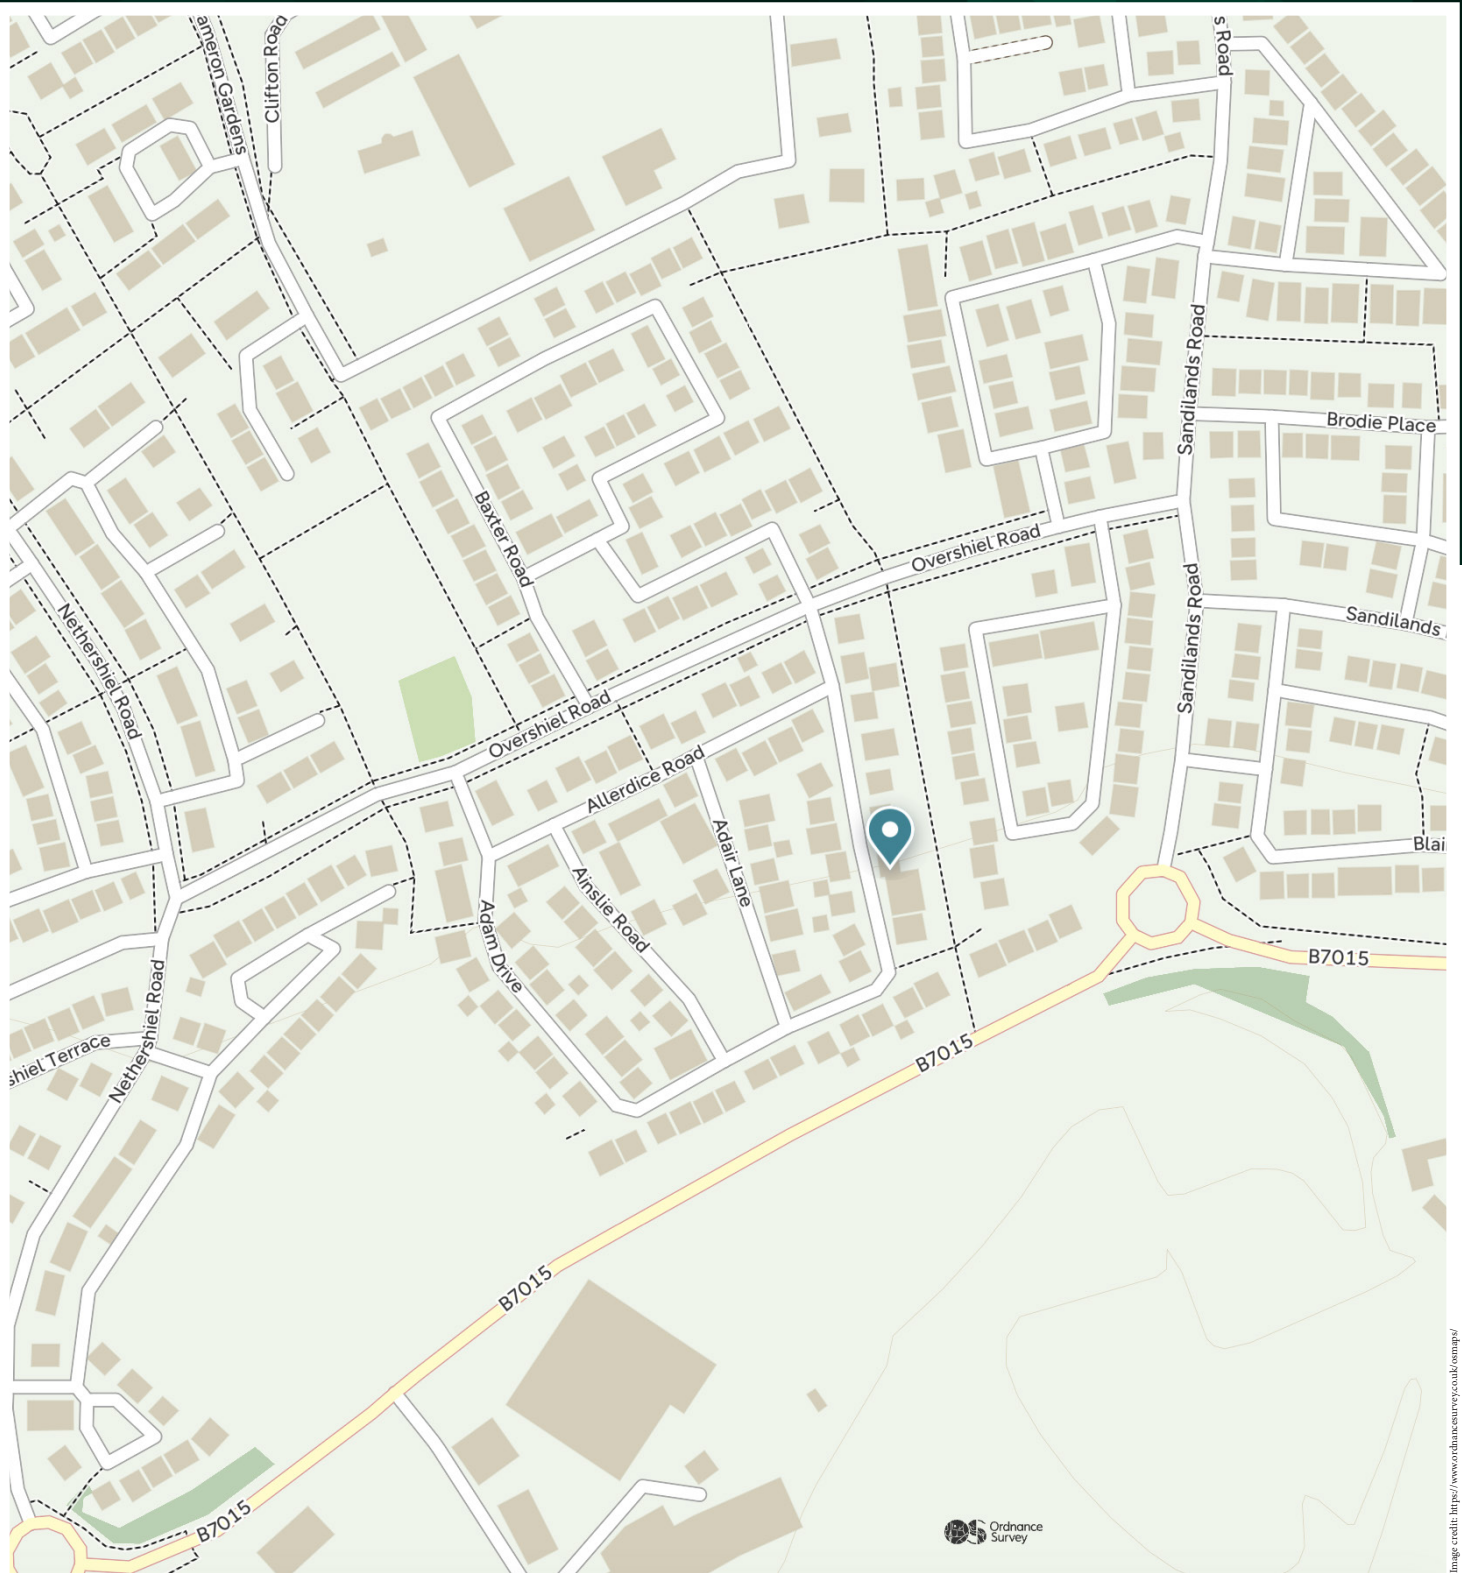 ameron Gardens
Clifton Road
s Road
Sandilands Road
Brodie Place
Baxter Road
Overshiel Road
Nethershiel Road
Sandilands Road
Sandilands
Overshiel Road
Allerdice Road
Adair Lane
Ainslie Road
Adam Drive
Blai
B7015
Nethershiel Road
shiel Terrace
B7015
B7015
B7015
Ordnance
Survey
Image credit: https://www.ordnancesurvey.co.uk/osmaps/